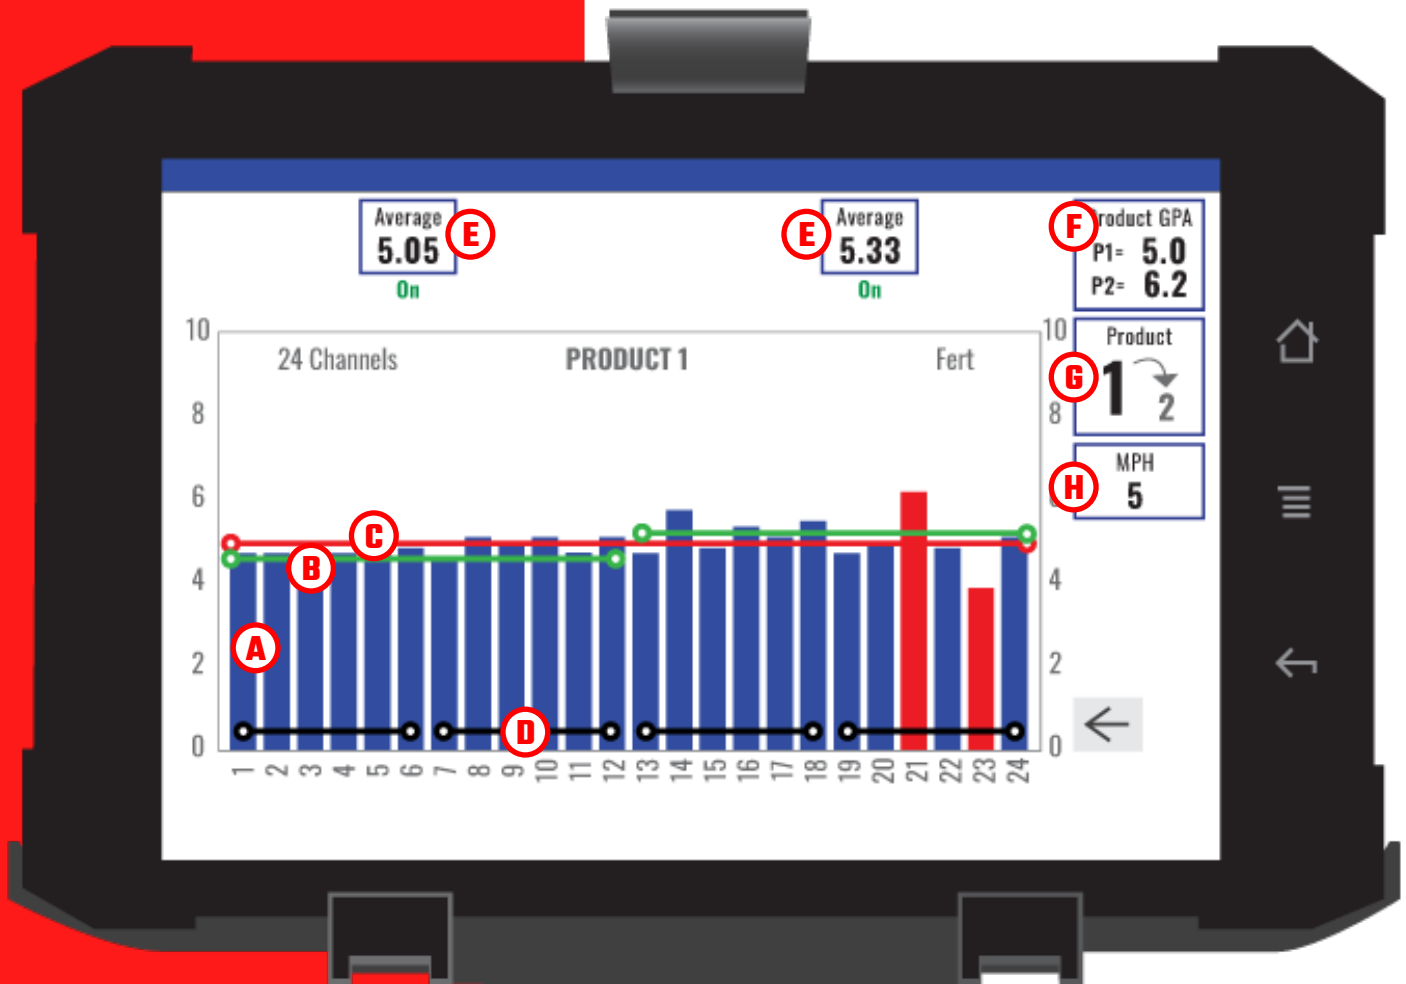 Average
5.05
On
E
E
Average
5.33
On
F
Product GPA
P1= 5.0
P2= 6.2
Product
G
1
2
MPH
H
5
24 Channels
PRODUCT 1
Fert
10
8
6
4
2
0
10
8
4
2
0
C
B
A
D
1 2 3 4 5 6 7 8 9 10 11 12 13 14 15 16 17 18 19 20 21 22 23 24